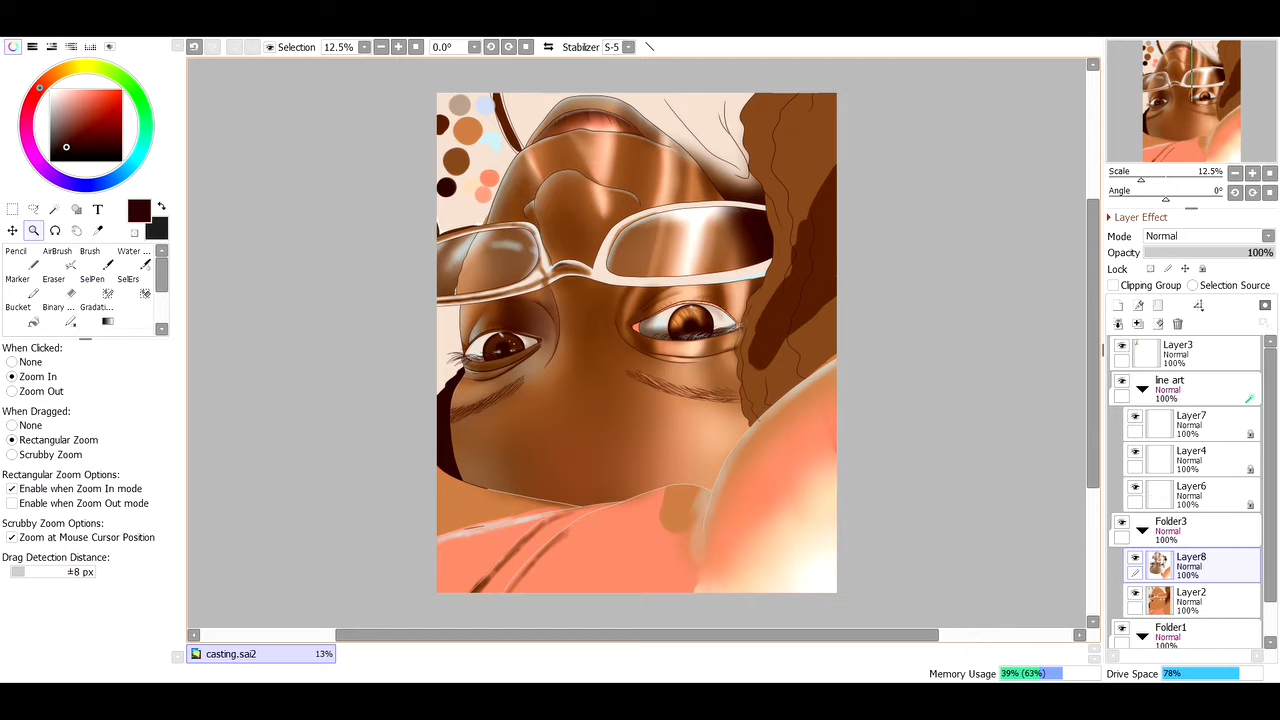 Selection 12.5% 0.0° Stabilizer S-5
Pencil AirBrush Brush Water ...
Marker Eraser SelPen SelErs
Bucket Binary ... Gradati...
When Clicked:
None
Zoom In
Zoom Out
When Dragged:
None
Rectangular Zoom
Scrubby Zoom
Rectangular Zoom Options:
Enable when Zoom In mode
Enable when Zoom Out mode
Scrubby Zoom Options:
Zoom at Mouse Cursor Position
Drag Detection Distance:
±8 px
casting.sai2 13%
Scale 12.5%
Angle 0°
Layer Effect
Mode Normal
Opacity 100%
Lock
Clipping Group Selection Source
Layer3
Normal
100%
line art
Normal
100%
Layer7
Normal
100%
Layer4
Normal
100%
Layer6
Normal
100%
Folder3
Normal
100%
Layer8
Normal
100%
Layer2
Normal
100%
Folder1
Normal
Memory Usage 39% (63%) Drive Space 78%